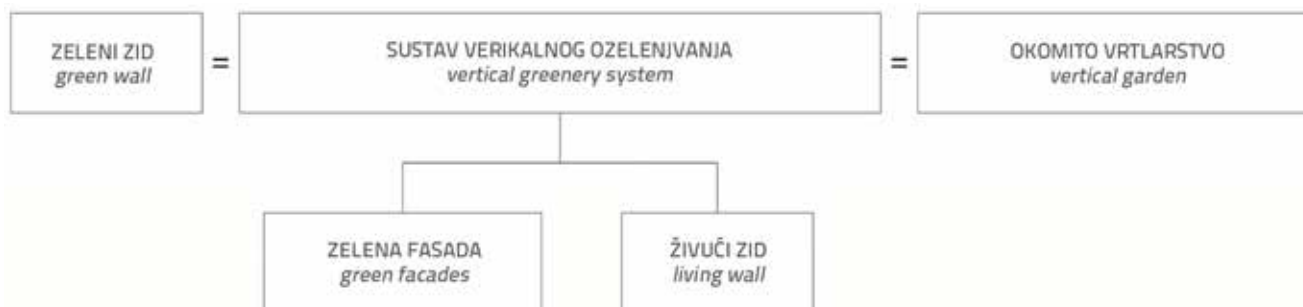 ZELENI ZID
green wall
=
SUSTAV VERIKALNOG OZELENJVANJA
vertical greenery system
=
OKOMITO VRTLARSTVO
vertical garden
ZELENA FASADA
green facades
ŽIVUČI ZID
living wall